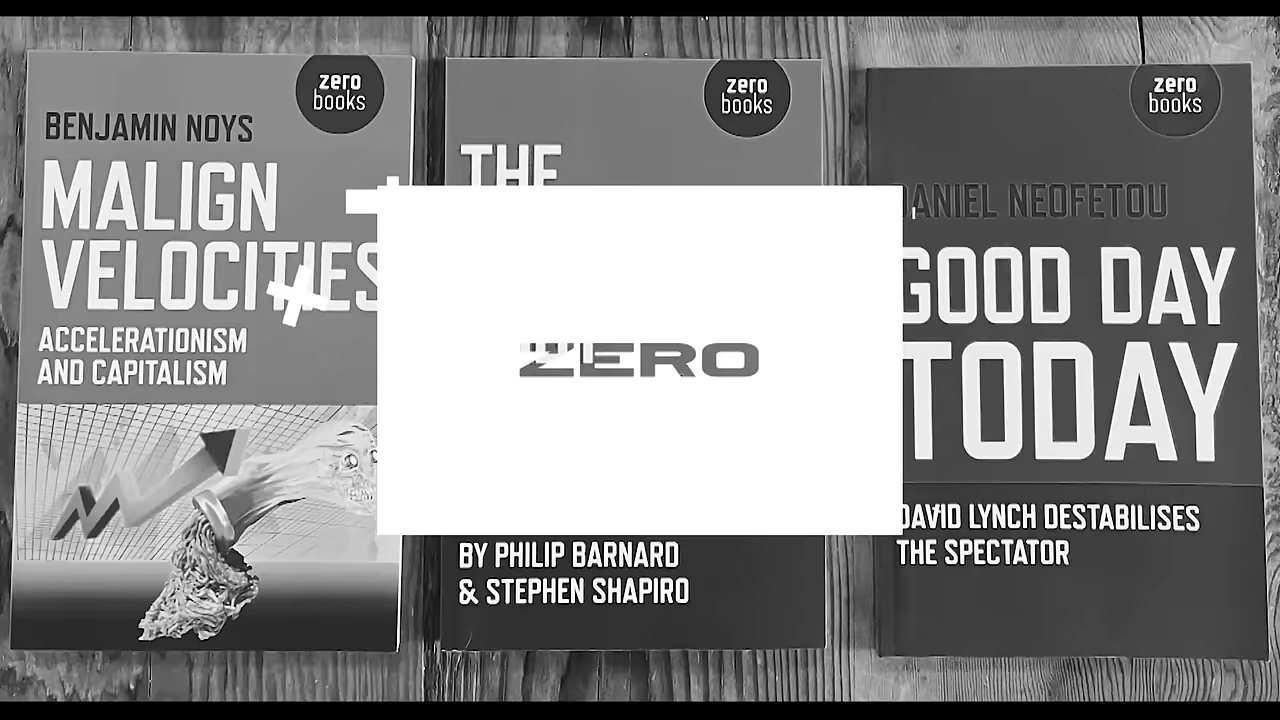 zero
books
BENJAMIN NOYS
MALIGN
VELOCITIES
ACCELERATIONISM
AND CAPITALISM
zero
books
THE
ZERO
BY PHILIP BARNARD
& STEPHEN SHAPIRO
zero
books
DANIEL NEOFETOU
GOOD DAY
TODAY
DAVID LYNCH DESTABILISES
THE SPECTATOR